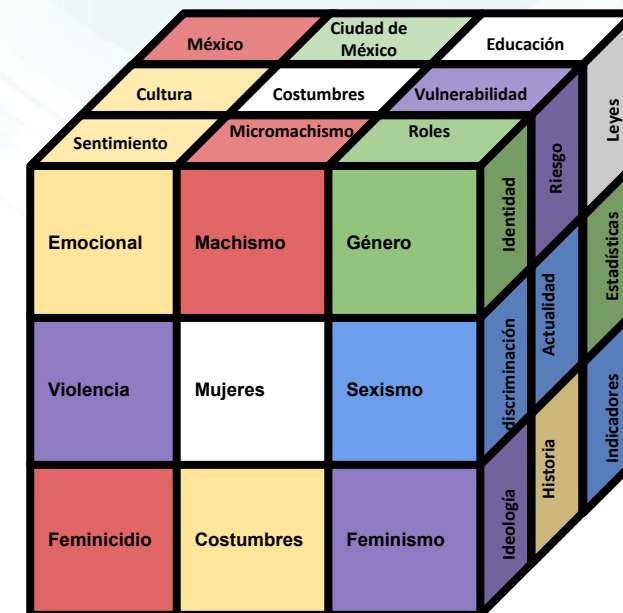 México
Ciudad de
México
Educación
Cultura
Costumbres
Vulnerabilidad
Sentimiento
Micromachismo
Roles
Emocional
Machismo
Género
Identidad
Riesgo
Leyes
Violencia
Mujeres
Sexismo
discriminación
Actualidad
Estadísticas
Feminicidio
Costumbres
Feminismo
Ideología
Historia
Indicadores